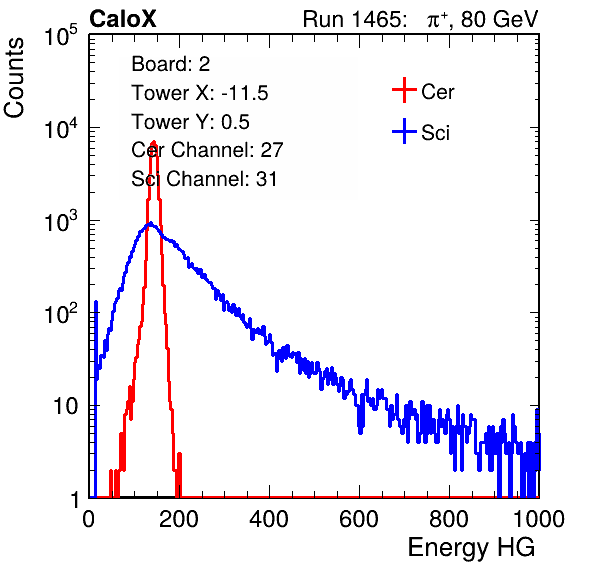 CaloX Run 1465: π⁺, 80 GeV
Board: 2
Tower X: -11.5
Tower Y: 0.5
Cer Channel: 27
Sci Channel: 31
Cer
Sci
Counts
10⁵
10⁴
10³
10²
10
1
0 200 400 600 800 1000
Energy HG